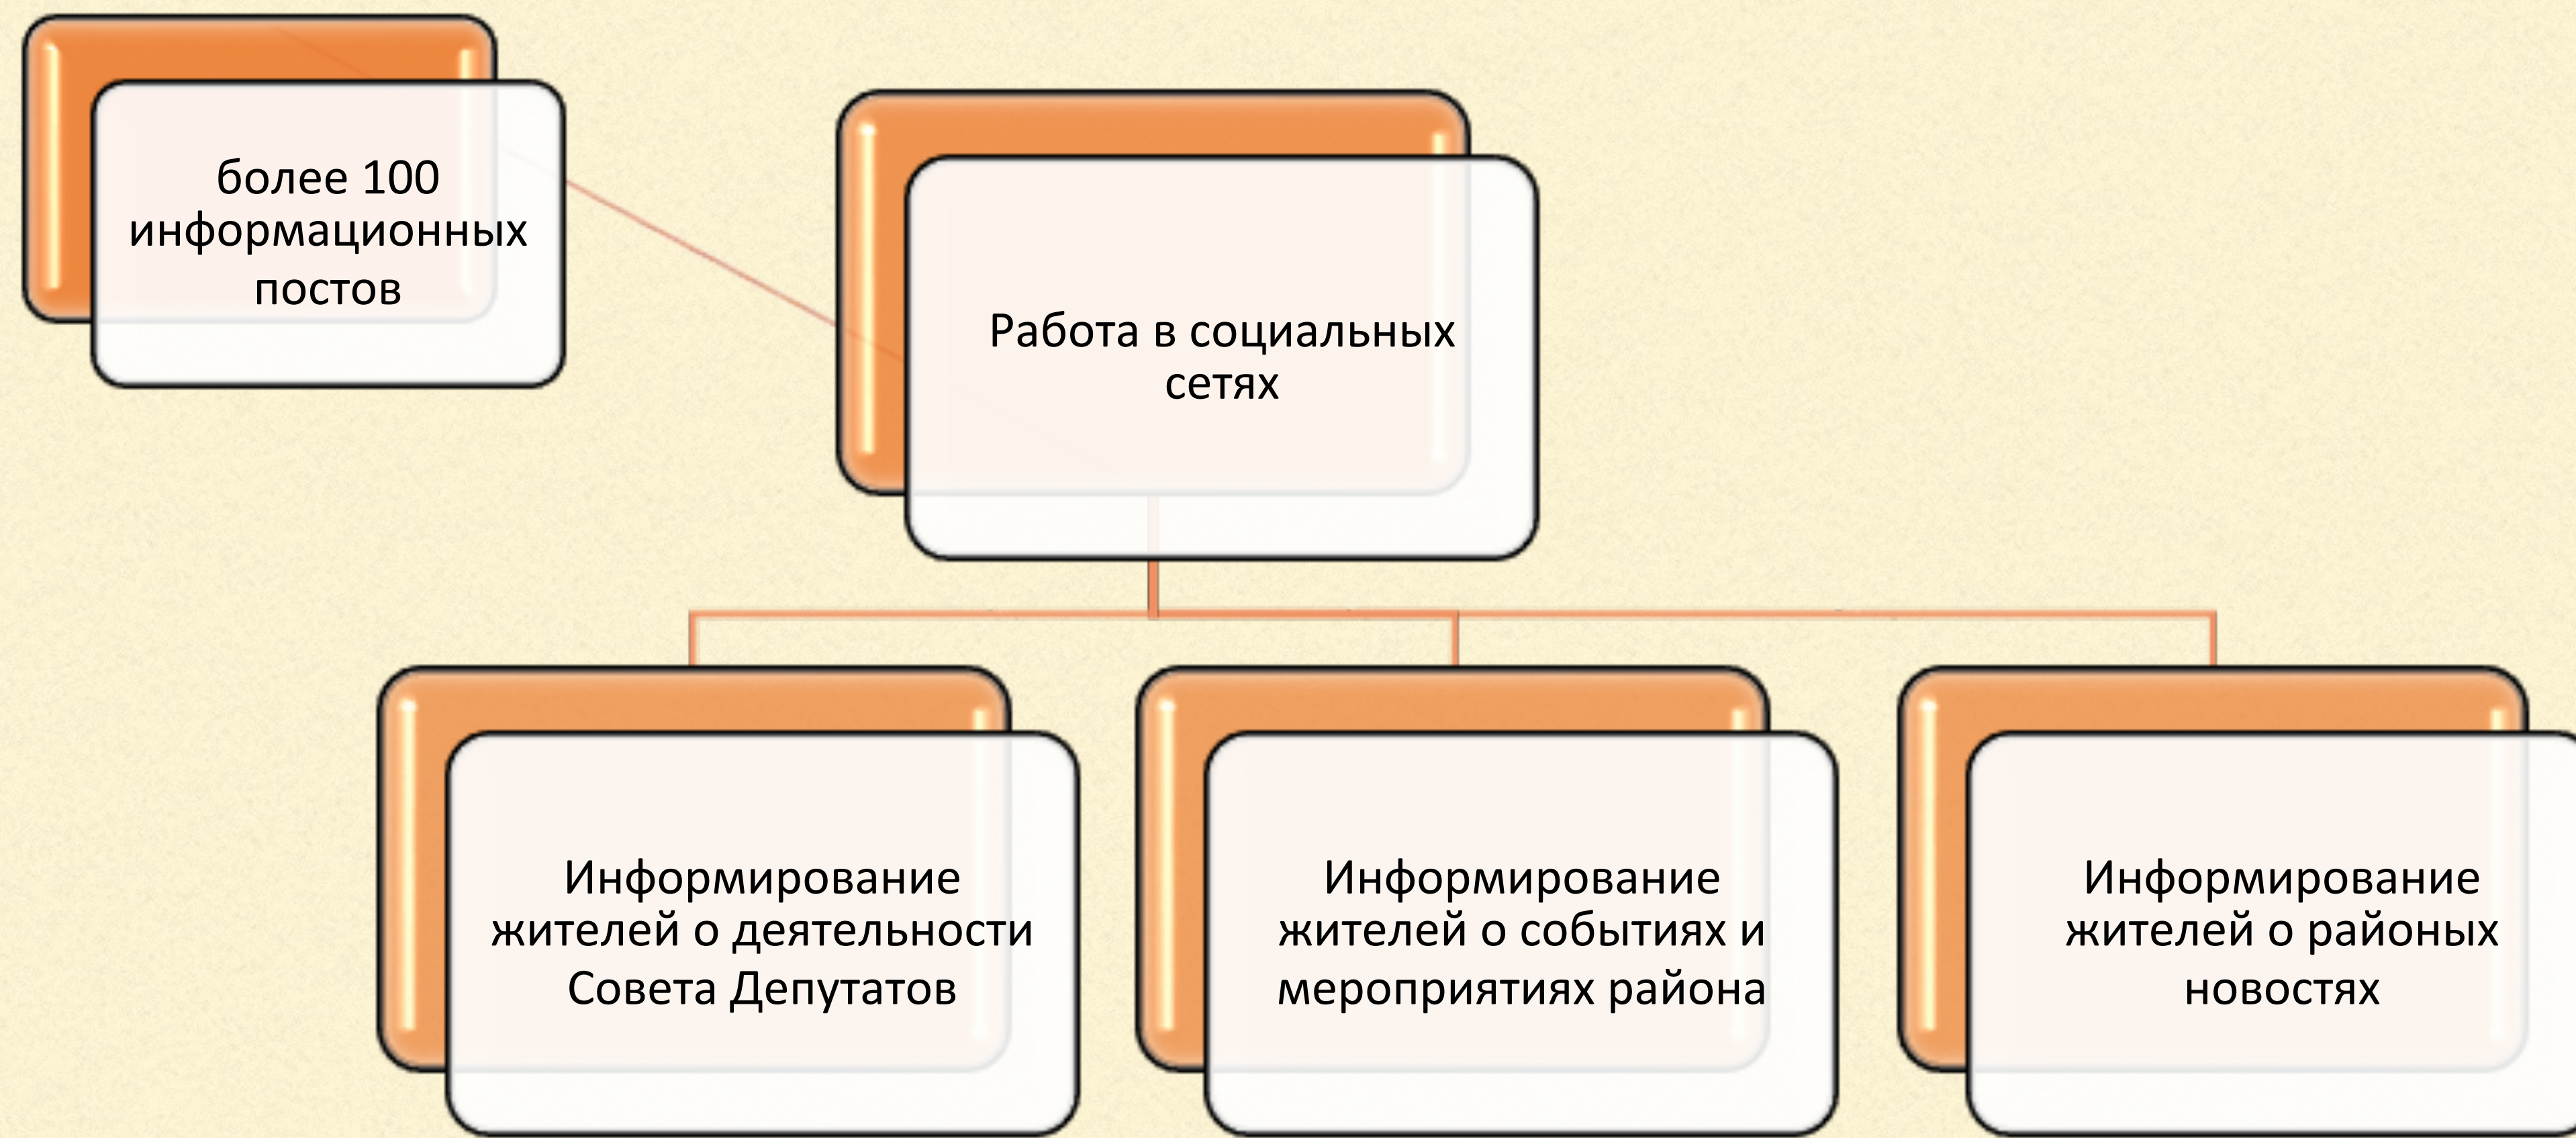 более 100
информационных
постов
Работа в социальных
сетях
Информирование
жителей о деятельности
Совета Депутатов
Информирование
жителей о событиях и
мероприятиях района
Информирование
жителей о районых
новостях